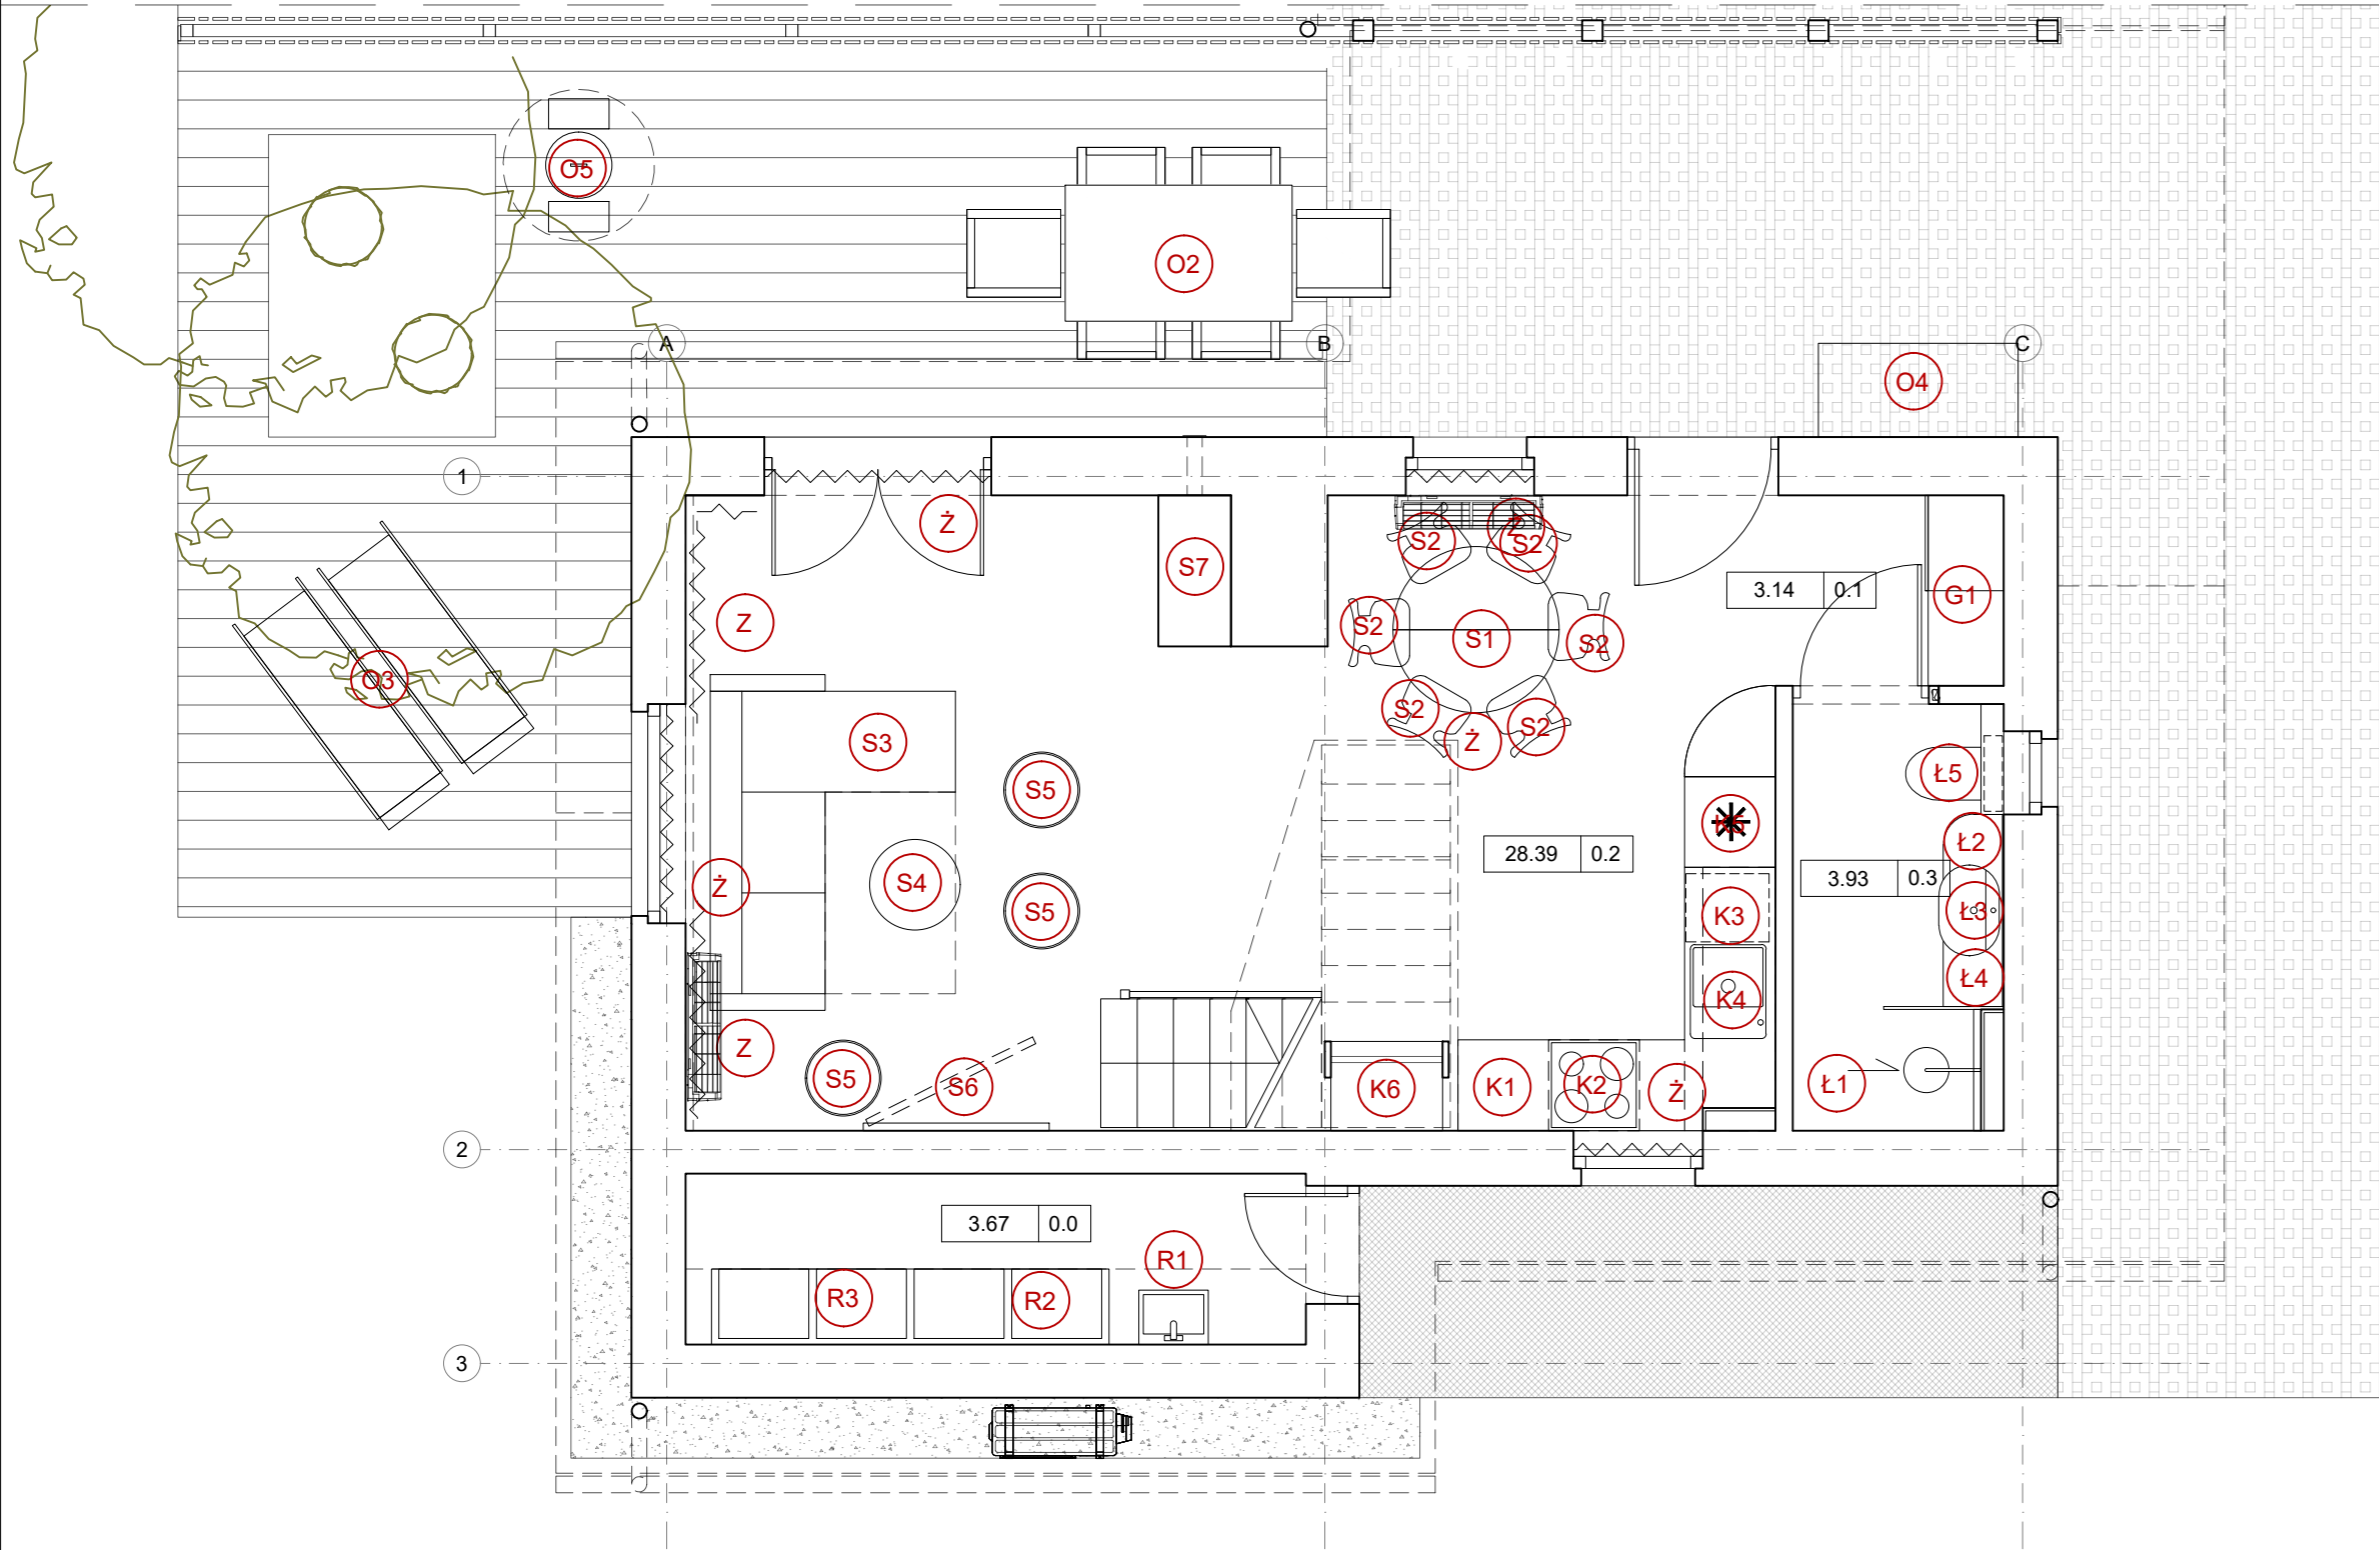 O5
O2
A
B
C
O4
1
Ż
S2
Z
S2
S7
3.14 0.1
G1
Z
S2
S1
S2
O3
S2
S2
Ż
S3
Ł5
S5
Ł2
28.39 0.2
3.93 0.3
S4
Ż
S5
K3
Ł3
Ł4
K4
Z
S5
S6
K6
K1
K2
Ż
Ł1
2
3.67 0.0
R1
R3
R2
3